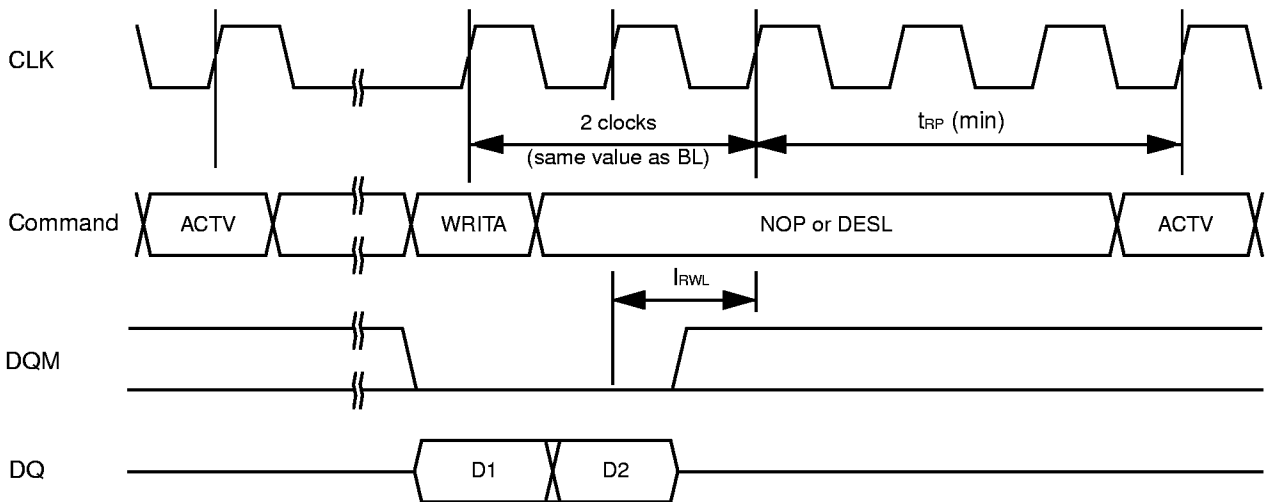 CLK
2 clocks
(same value as BL)
tRP (min)
Command
ACTV
WRITA
NOP or DESL
ACTV
lRWL
DQM
DQ
D1
D2